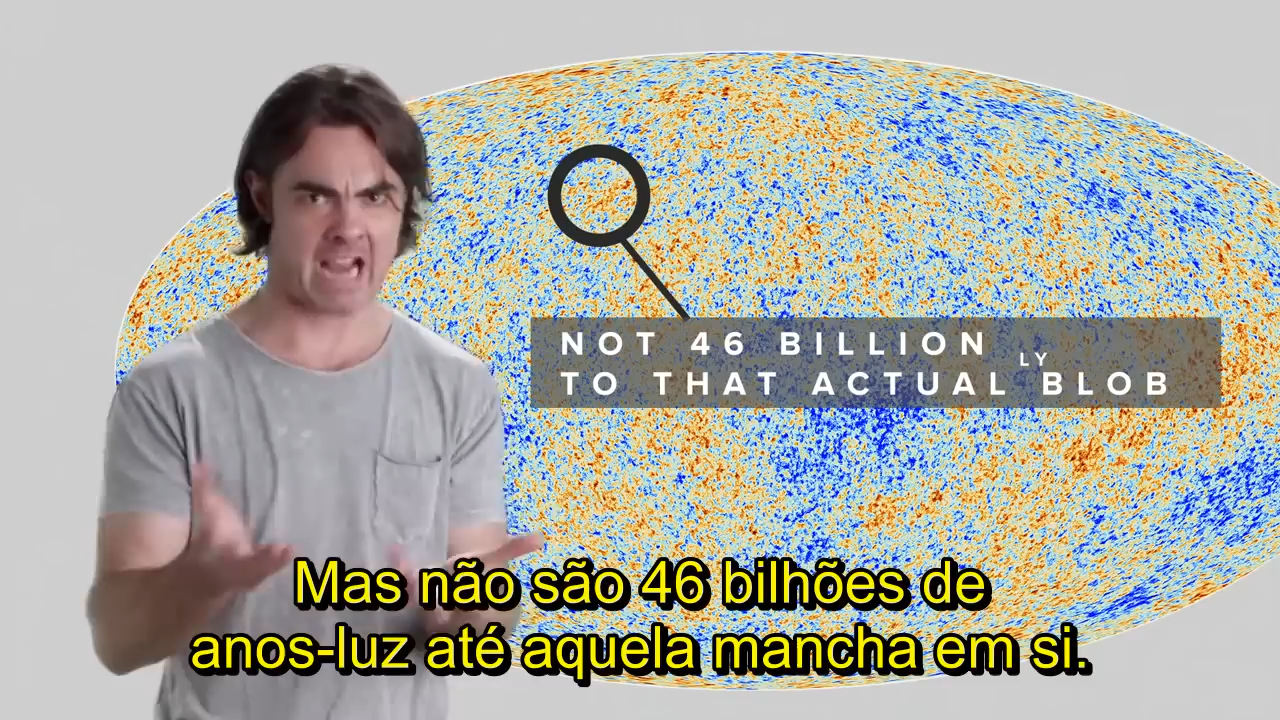 NOT 46 BILLION LY
TO THAT ACTUAL BLOB
Mas não são 46 bilhões de
anos-luz até aquela mancha em si.